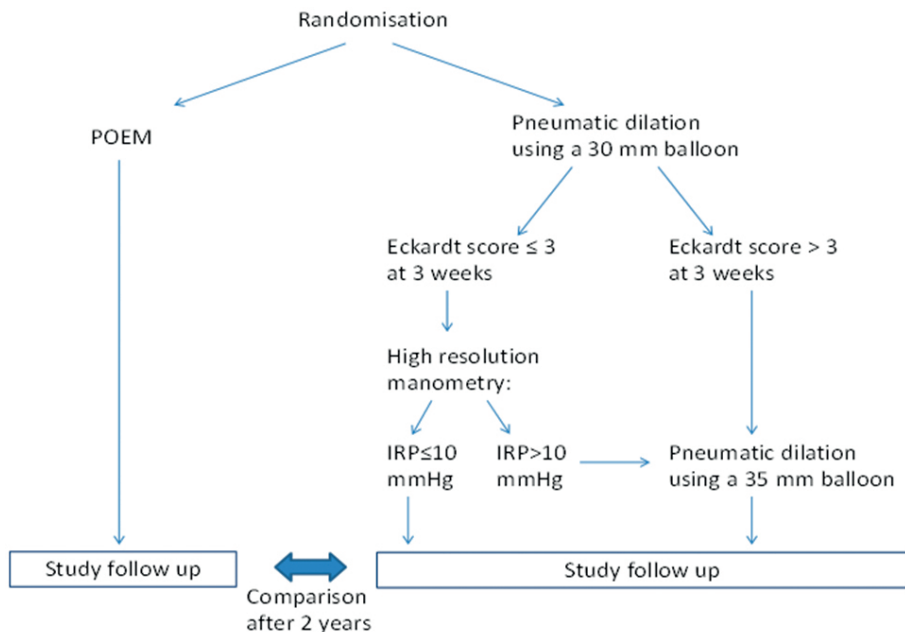 Randomisation
POEM
Pneumatic dilation
using a 30 mm balloon
Eckardt score ≤ 3
at 3 weeks
Eckardt score > 3
at 3 weeks
High resolution
manometry:
IRP≤10
mmHg
IRP>10
mmHg
Pneumatic dilation
using a 35 mm balloon
Study follow up
Comparison
after 2 years
Study follow up